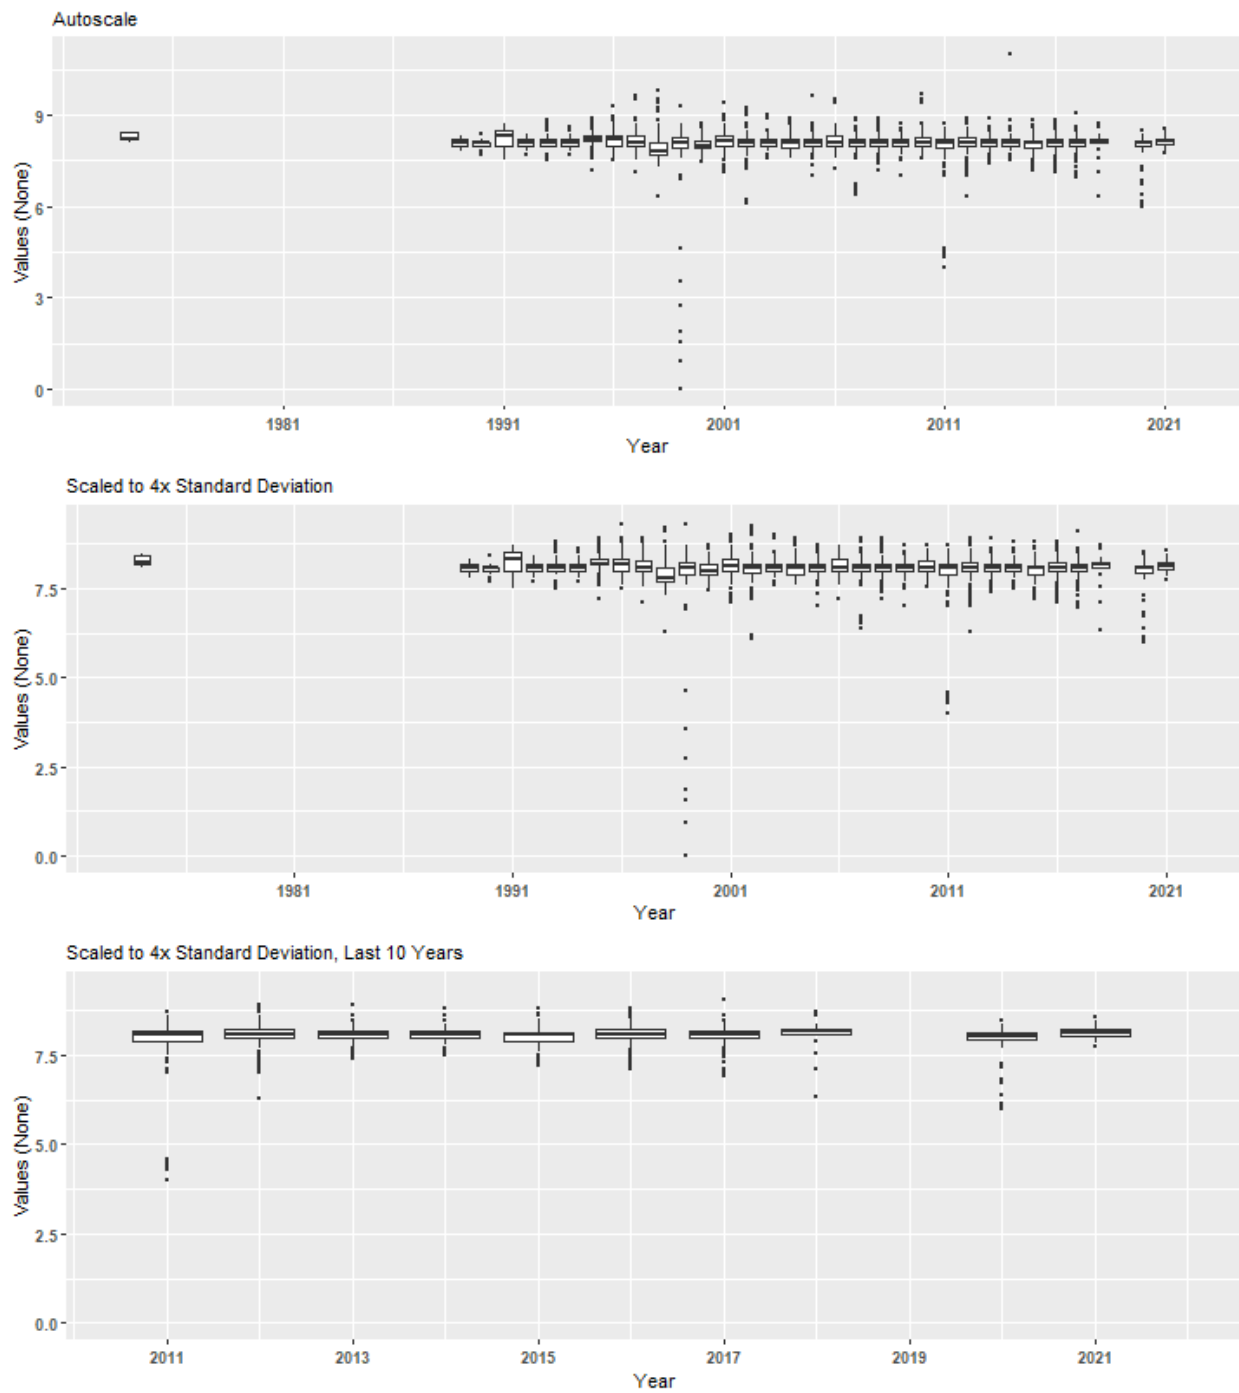 Autoscale
9
6
3
0
Values (None)
1981 1991 2001 2011 2021
Year
Scaled to 4x Standard Deviation
7.5
5.0
2.5
0.0
Values (None)
1981 1991 2001 2011 2021
Year
Scaled to 4x Standard Deviation, Last 10 Years
7.5
5.0
2.5
0.0
Values (None)
2011 2013 2015 2017 2019 2021
Year